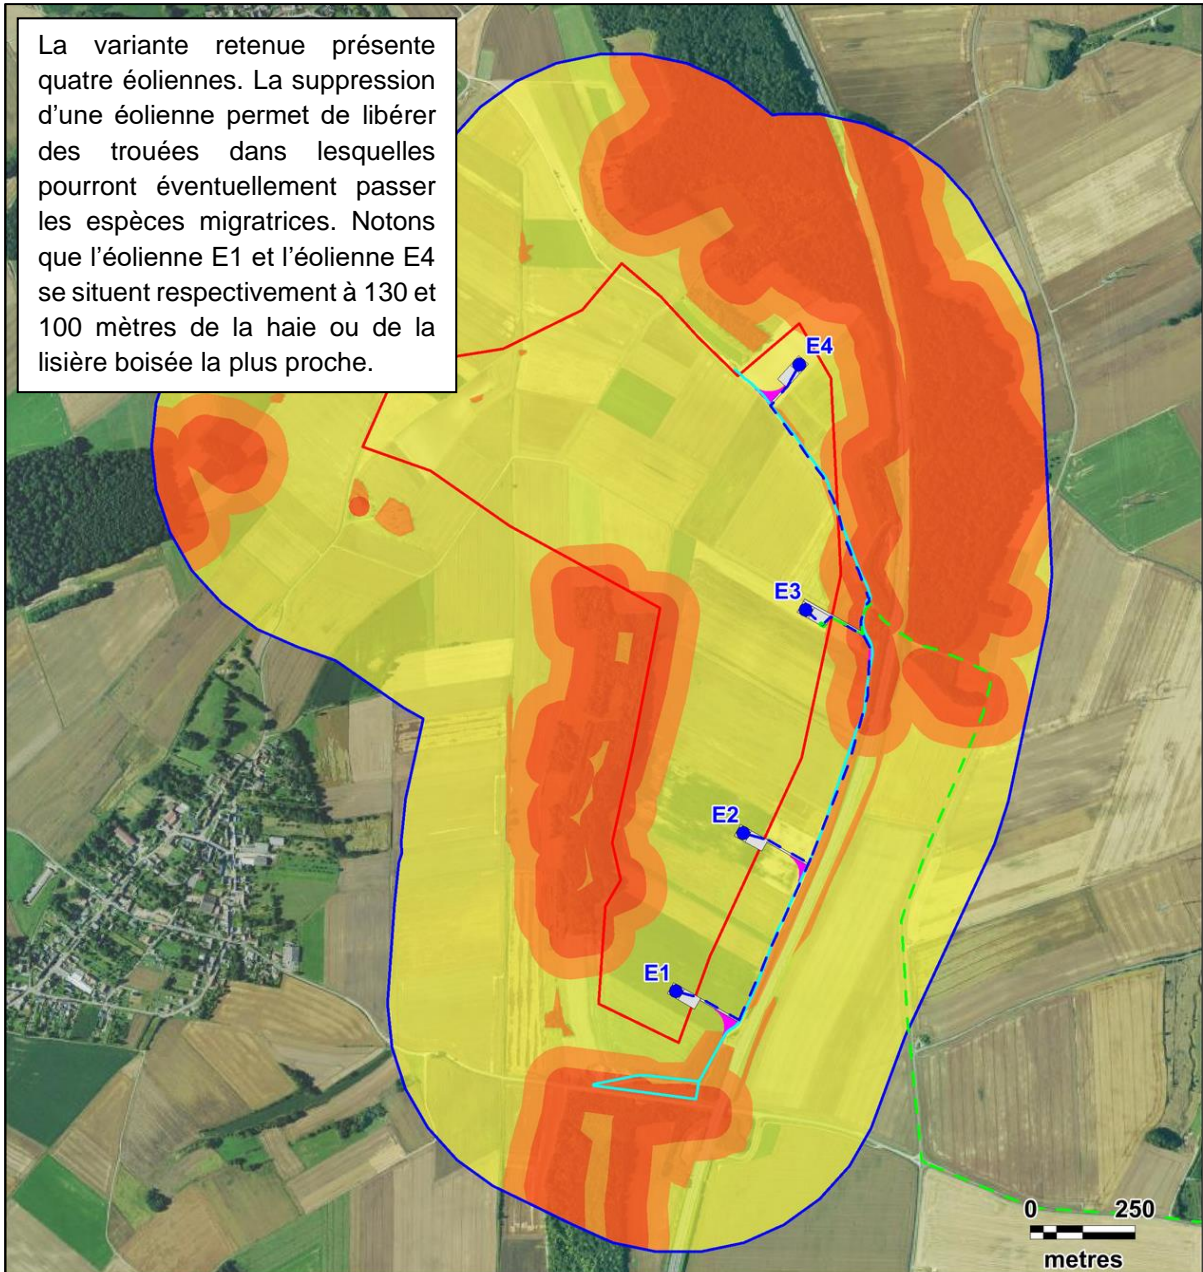 La variante retenue présente
quatre éoliennes. La suppression
d’une éolienne permet de libérer
des trouées dans lesquelles
pourront éventuellement passer
les espèces migratrices. Notons
que l’éolienne E1 et l’éolienne E4
se situent respectivement à 130 et
100 mètres de la haie ou de la
lisière boisée la plus proche.
E4
E3
E2
E1
0 250
metres